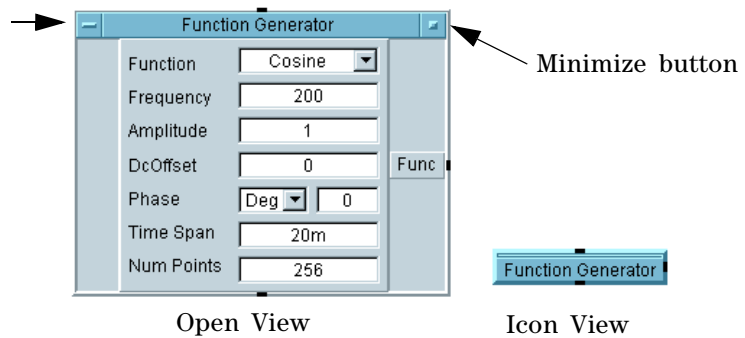 Function Generator
Minimize button
Function Cosine
Frequency 200
Amplitude 1
DcOffset 0
Func
Phase Deg 0
Time Span 20m
Num Points 256
Function Generator
Open View
Icon View